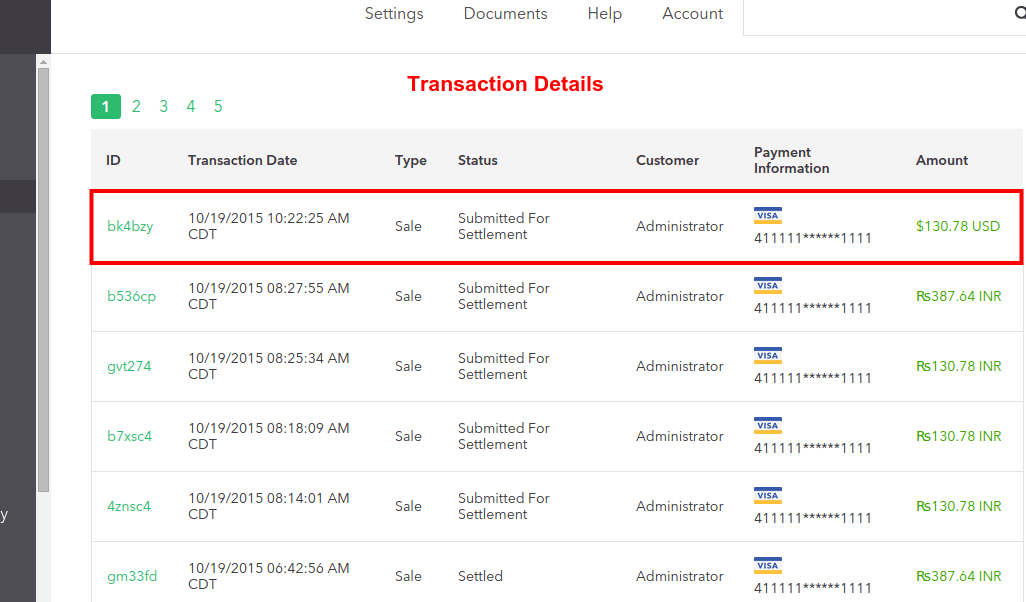 Settings Documents Help Account
Transaction Details
1 2 3 4 5
ID Transaction Date Type Status Customer Payment Information Amount
bk4bzy 10/19/2015 10:22:25 AM CDT Sale Submitted For Settlement Administrator VISA 411111******1111 $130.78 USD
b536cp 10/19/2015 08:27:55 AM CDT Sale Submitted For Settlement Administrator VISA 411111******1111 ₨387.64 INR
gvt274 10/19/2015 08:25:34 AM CDT Sale Submitted For Settlement Administrator VISA 411111******1111 ₨130.78 INR
b7xsc4 10/19/2015 08:18:09 AM CDT Sale Submitted For Settlement Administrator VISA 411111******1111 ₨130.78 INR
4znsc4 10/19/2015 08:14:01 AM CDT Sale Submitted For Settlement Administrator VISA 411111******1111 ₨130.78 INR
y
gm33fd 10/19/2015 06:42:56 AM CDT Sale Settled Administrator VISA 411111******1111 ₨387.64 INR